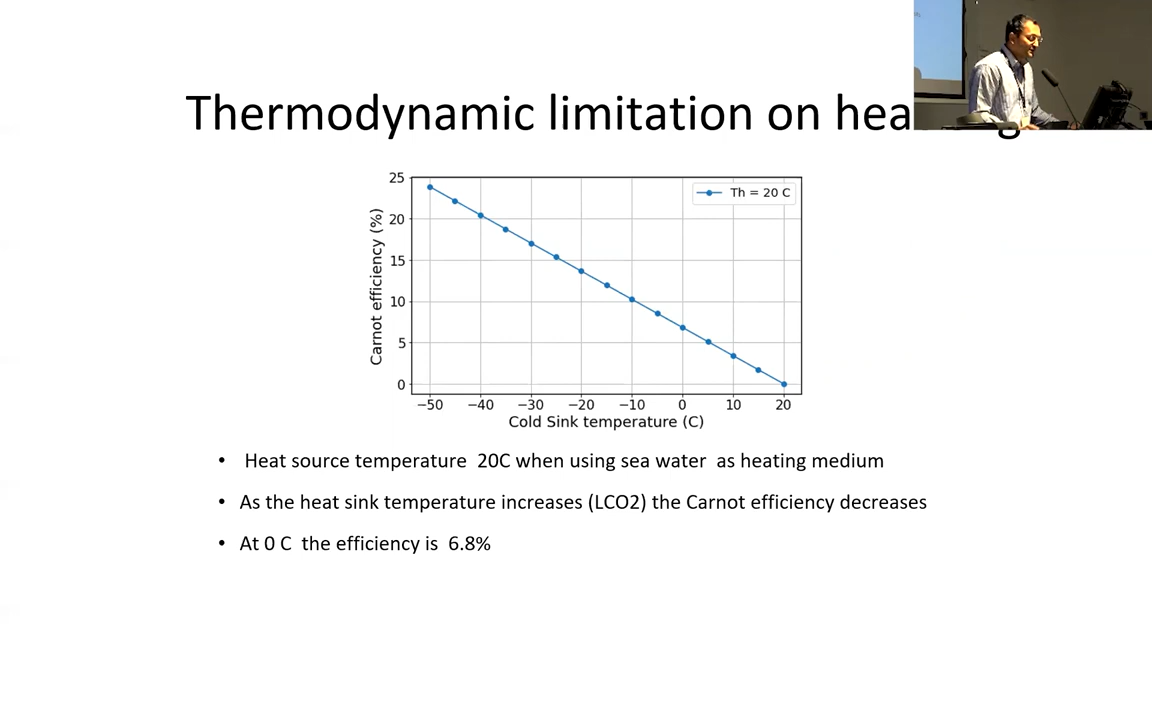 Thermodynamic limitation on
25
20
15
10
5
0
Carnot efficiency (%)
Th = 20 C
−50 −40 −30 −20 −10 0 10 20
Cold Sink temperature (C)
• Heat source temperature 20C when using sea water as heating medium
• As the heat sink temperature increases (LCO2) the Carnot efficiency decreases
• At 0 C the efficiency is 6.8%